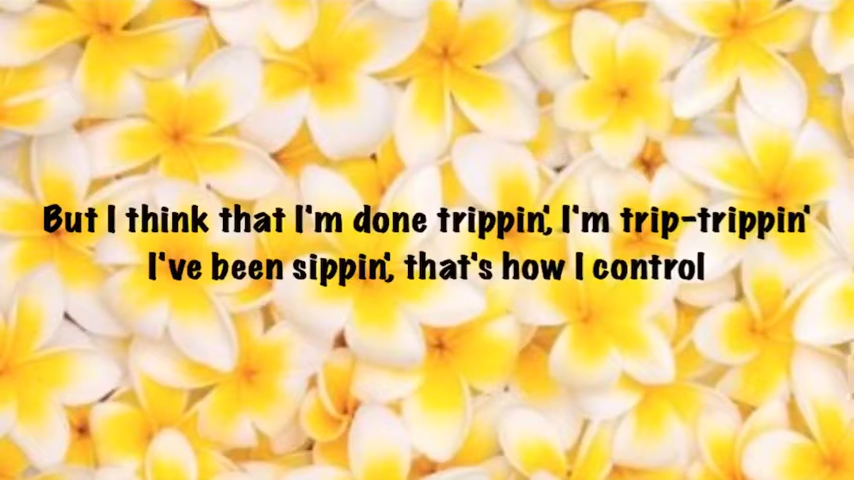 But I think that I'm done trippin', I'm trip-trippin'
I've been sippin', that's how I control